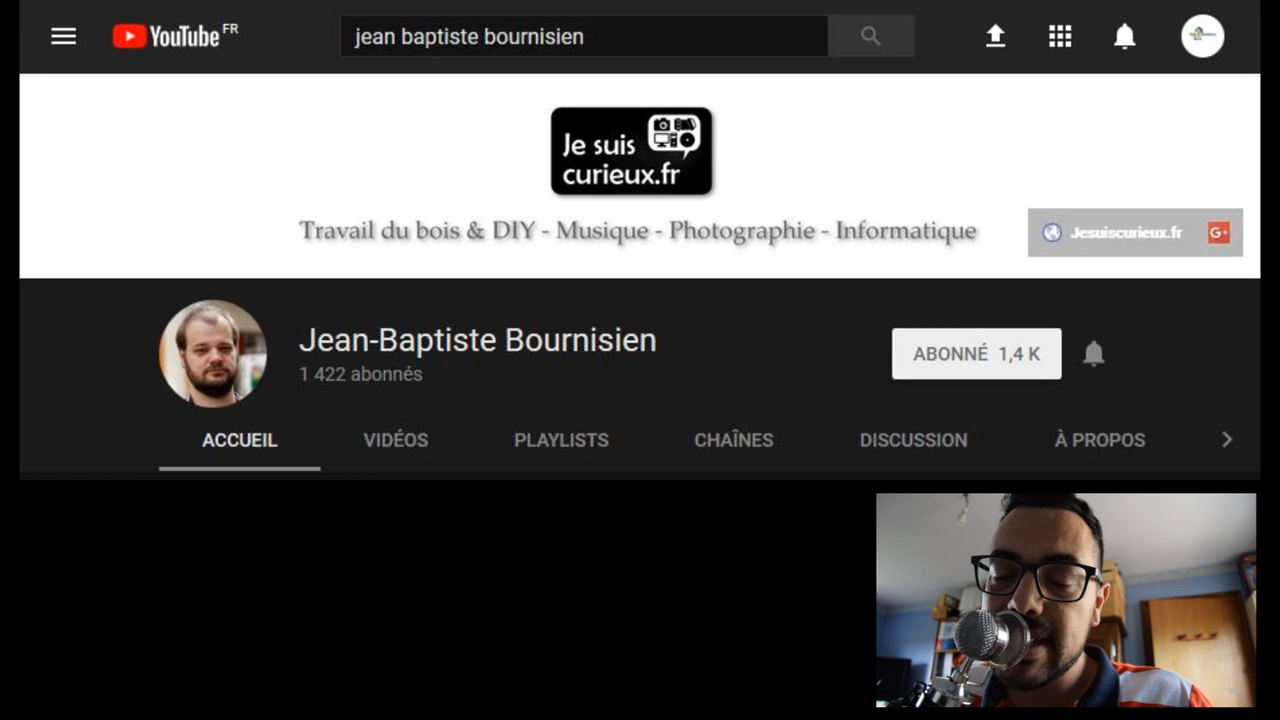 YouTube FR
jean baptiste bournisien
Je suis
curieux.fr
Travail du bois & DIY - Musique - Photographie - Informatique
Jesuiscurieux.fr G+
Jean-Baptiste Bournisien
1 422 abonnés
ABONNÉ 1,4 K
ACCUEIL VIDÉOS PLAYLISTS CHAÎNES DISCUSSION À PROPOS